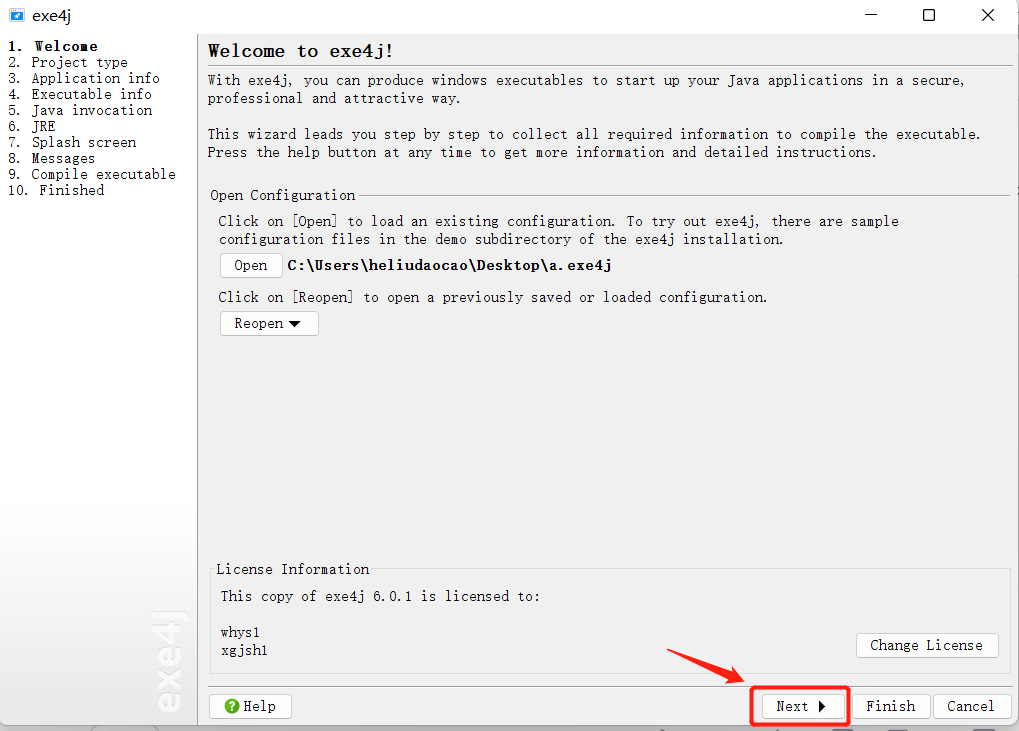 exe4j
1. Welcome
2. Project type
3. Application info
4. Executable info
5. Java invocation
6. JRE
7. Splash screen
8. Messages
9. Compile executable
10. Finished
exe4j
Welcome to exe4j!
With exe4j, you can produce windows executables to start up your Java applications in a secure,
professional and attractive way.
This wizard leads you step by step to collect all required information to compile the executable.
Press the help button at any time to get more information and detailed instructions.
Open Configuration
Click on [Open] to load an existing configuration. To try out exe4j, there are sample
configuration files in the demo subdirectory of the exe4j installation.
Open C:\Users\heliudaocao\Desktop\a.exe4j
Click on [Reopen] to open a previously saved or loaded configuration.
Reopen
License Information
This copy of exe4j 6.0.1 is licensed to:
whys1
xgjsh1
Change License
Help Next Finish Cancel